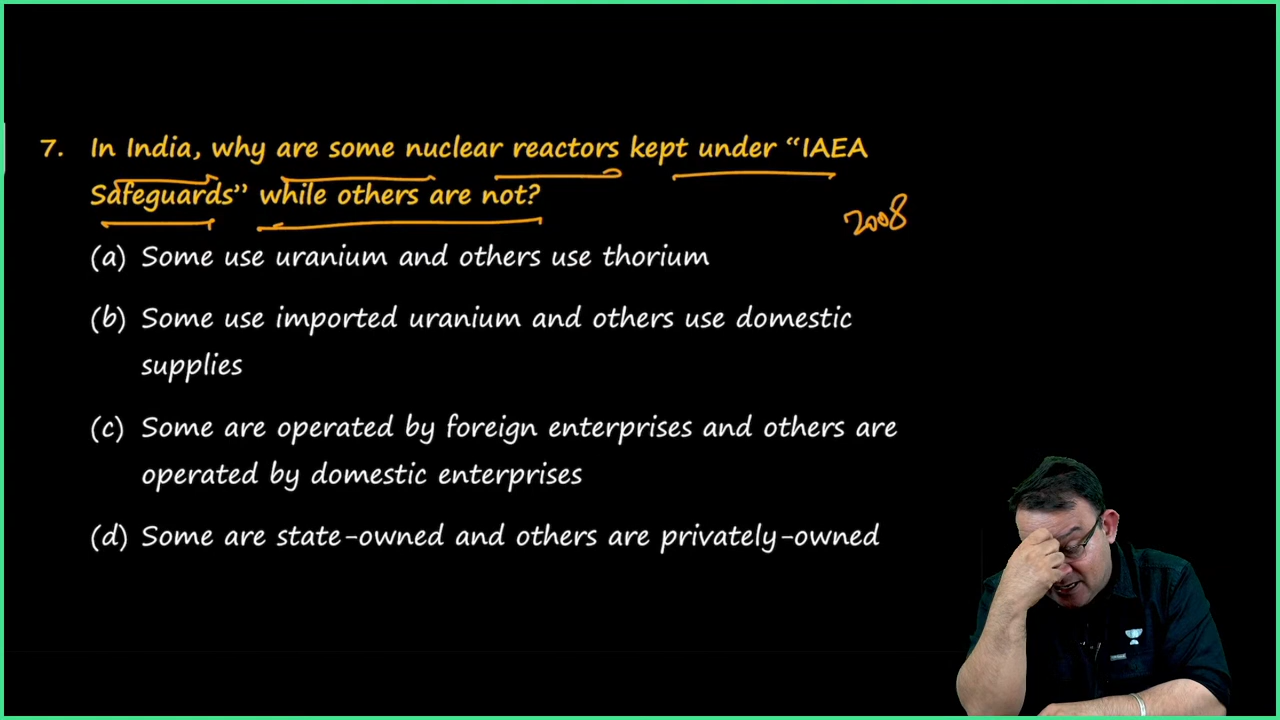 7. In India, why are some nuclear reactors kept under “IAEA
Safeguards” while others are not?
2008
(a) Some use uranium and others use thorium
(b) Some use imported uranium and others use domestic
supplies
(c) Some are operated by foreign enterprises and others are
operated by domestic enterprises
(d) Some are state-owned and others are privately-owned